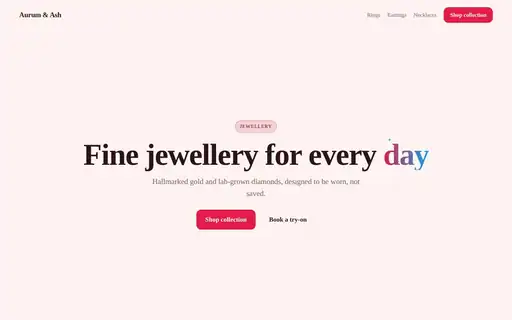 Aurum & Ash
Rings Earrings Necklaces Shop collection
JEWELLERY
Fine jewellery for every day
Hallmarked gold and lab-grown diamonds, designed to be worn, not
saved.
Shop collection Book a try-on